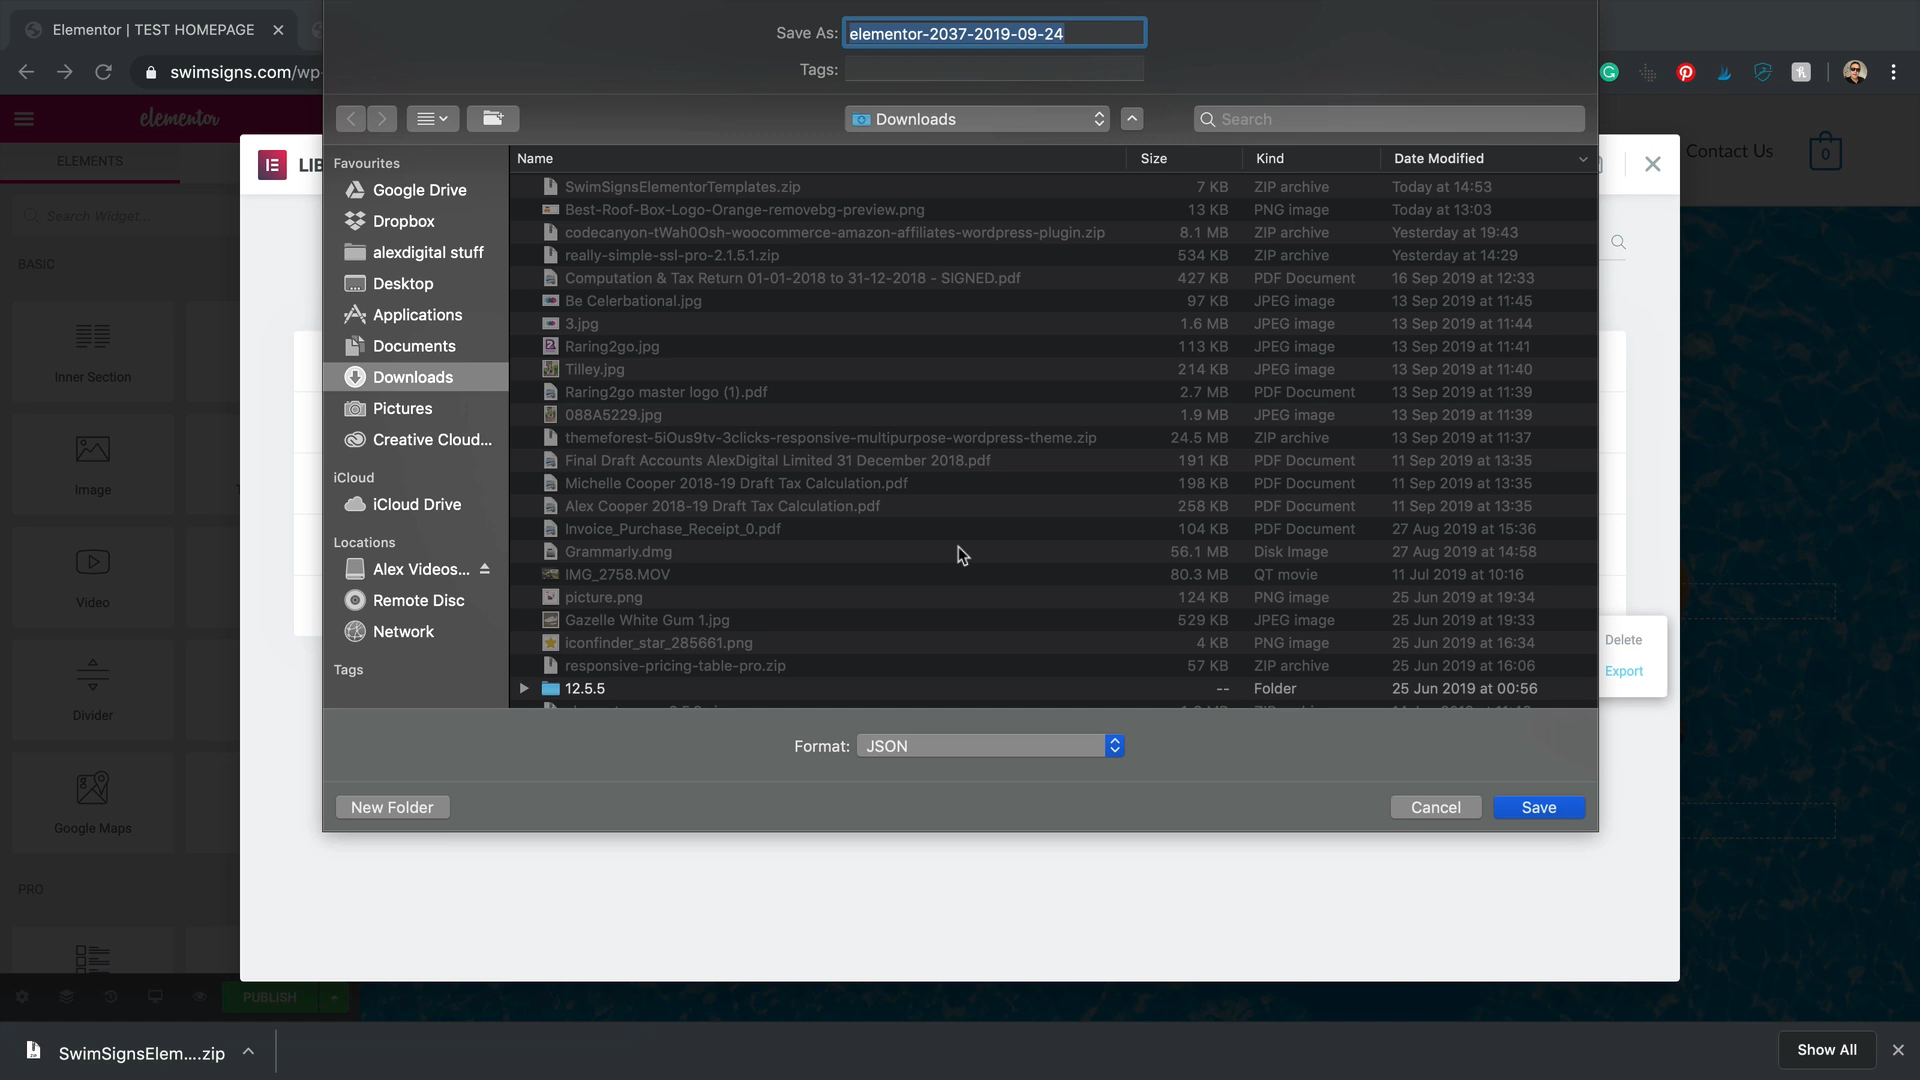 Elementor | TEST HOMEPAGE
swimsigns.com/wp-
elementor
ELEMENTS
Search Widget...
BASIC
Inner Section
Image
Video
Divider
Google Maps
PRO
PUBLISH
LIB
Save As: elementor-2037-2019-09-24
Tags:
Downloads
Search
Favourites
Google Drive
Dropbox
alexdigital stuff
Desktop
Applications
Documents
Downloads
Pictures
Creative Cloud...
iCloud
iCloud Drive
Locations
Alex Videos...
Remote Disc
Network
Tags
Name Size Kind Date Modified
SwimSignsElementorTemplates.zip 7 KB ZIP archive Today at 14:53
Best-Roof-Box-Logo-Orange-removebg-preview.png 13 KB PNG image Today at 13:03
codecanyon-tWah0Osh-woocommerce-amazon-affiliates-wordpress-plugin.zip 8.1 MB ZIP archive Yesterday at 19:43
really-simple-ssl-pro-2.1.5.1.zip 534 KB ZIP archive Yesterday at 14:29
Computation & Tax Return 01-01-2018 to 31-12-2018 - SIGNED.pdf 427 KB PDF Document 16 Sep 2019 at 12:33
Be Celerbational.jpg 97 KB JPEG image 13 Sep 2019 at 11:45
3.jpg 1.6 MB JPEG image 13 Sep 2019 at 11:44
Raring2go.jpg 113 KB JPEG image 13 Sep 2019 at 11:41
Tilley.jpg 214 KB JPEG image 13 Sep 2019 at 11:40
Raring2go master logo (1).pdf 2.7 MB PDF Document 13 Sep 2019 at 11:39
088A5229.jpg 1.9 MB JPEG image 13 Sep 2019 at 11:39
themeforest-5iOus9tv-3clicks-responsive-multipurpose-wordpress-theme.zip 24.5 MB ZIP archive 13 Sep 2019 at 11:37
Final Draft Accounts AlexDigital Limited 31 December 2018.pdf 191 KB PDF Document 11 Sep 2019 at 13:35
Michelle Cooper 2018-19 Draft Tax Calculation.pdf 198 KB PDF Document 11 Sep 2019 at 13:35
Alex Cooper 2018-19 Draft Tax Calculation.pdf 258 KB PDF Document 11 Sep 2019 at 13:35
Invoice_Purchase_Receipt_0.pdf 104 KB PDF Document 27 Aug 2019 at 15:36
Grammarly.dmg 56.1 MB Disk Image 27 Aug 2019 at 14:58
IMG_2758.MOV 80.3 MB QT movie 11 Jul 2019 at 10:16
picture.png 124 KB PNG image 25 Jun 2019 at 19:34
Gazelle White Gum 1.jpg 529 KB JPEG image 25 Jun 2019 at 19:33
iconfinder_star_285661.png 4 KB PNG image 25 Jun 2019 at 16:34
responsive-pricing-table-pro.zip 57 KB ZIP archive 25 Jun 2019 at 16:06
12.5.5 -- Folder 25 Jun 2019 at 00:56
Format: JSON
New Folder
Cancel
Save
Contact Us
0
Delete
Export
SwimSignsElem....zip
Show All